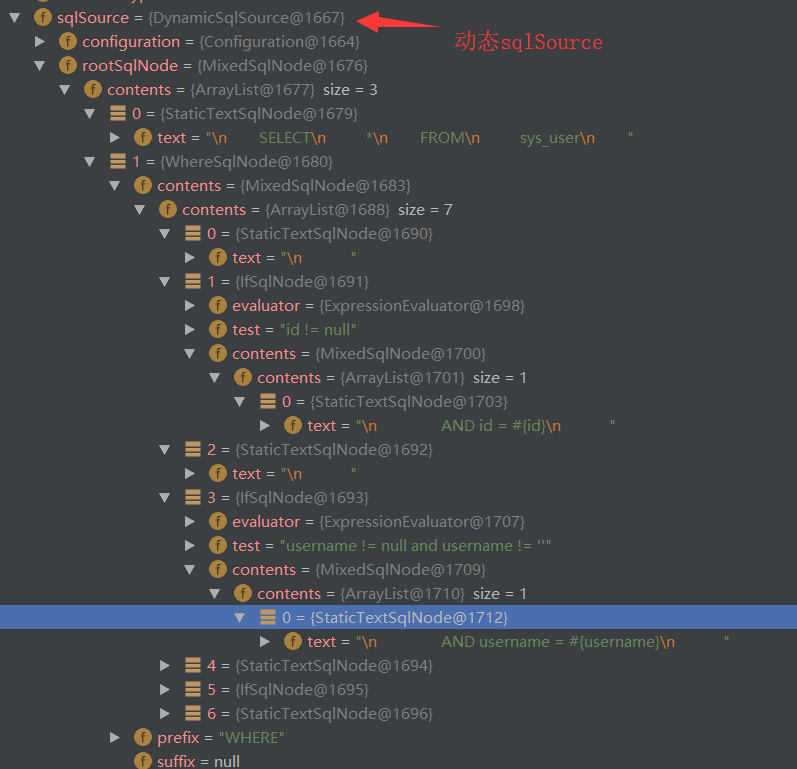 sqlSource = {DynamicSqlSource@1667}
动态sqlSource
configuration = {Configuration@1664}
rootSqlNode = {MixedSqlNode@1676}
contents = {ArrayList@1677} size = 3
0 = {StaticTextSqlNode@1679}
text = "\n SELECT\n *\n FROM\n sys_user\n "
1 = {WhereSqlNode@1680}
contents = {MixedSqlNode@1683}
contents = {ArrayList@1688} size = 7
0 = {StaticTextSqlNode@1690}
text = "\n "
1 = {IfSqlNode@1691}
evaluator = {ExpressionEvaluator@1698}
test = "id != null"
contents = {MixedSqlNode@1700}
contents = {ArrayList@1701} size = 1
0 = {StaticTextSqlNode@1703}
text = "\n AND id = #{id}\n "
2 = {StaticTextSqlNode@1692}
text = "\n "
3 = {IfSqlNode@1693}
evaluator = {ExpressionEvaluator@1707}
test = "username != null and username != ''"
contents = {MixedSqlNode@1709}
contents = {ArrayList@1710} size = 1
0 = {StaticTextSqlNode@1712}
text = "\n AND username = #{username}\n "
4 = {StaticTextSqlNode@1694}
5 = {IfSqlNode@1695}
6 = {StaticTextSqlNode@1696}
prefix = "WHERE"
suffix = null